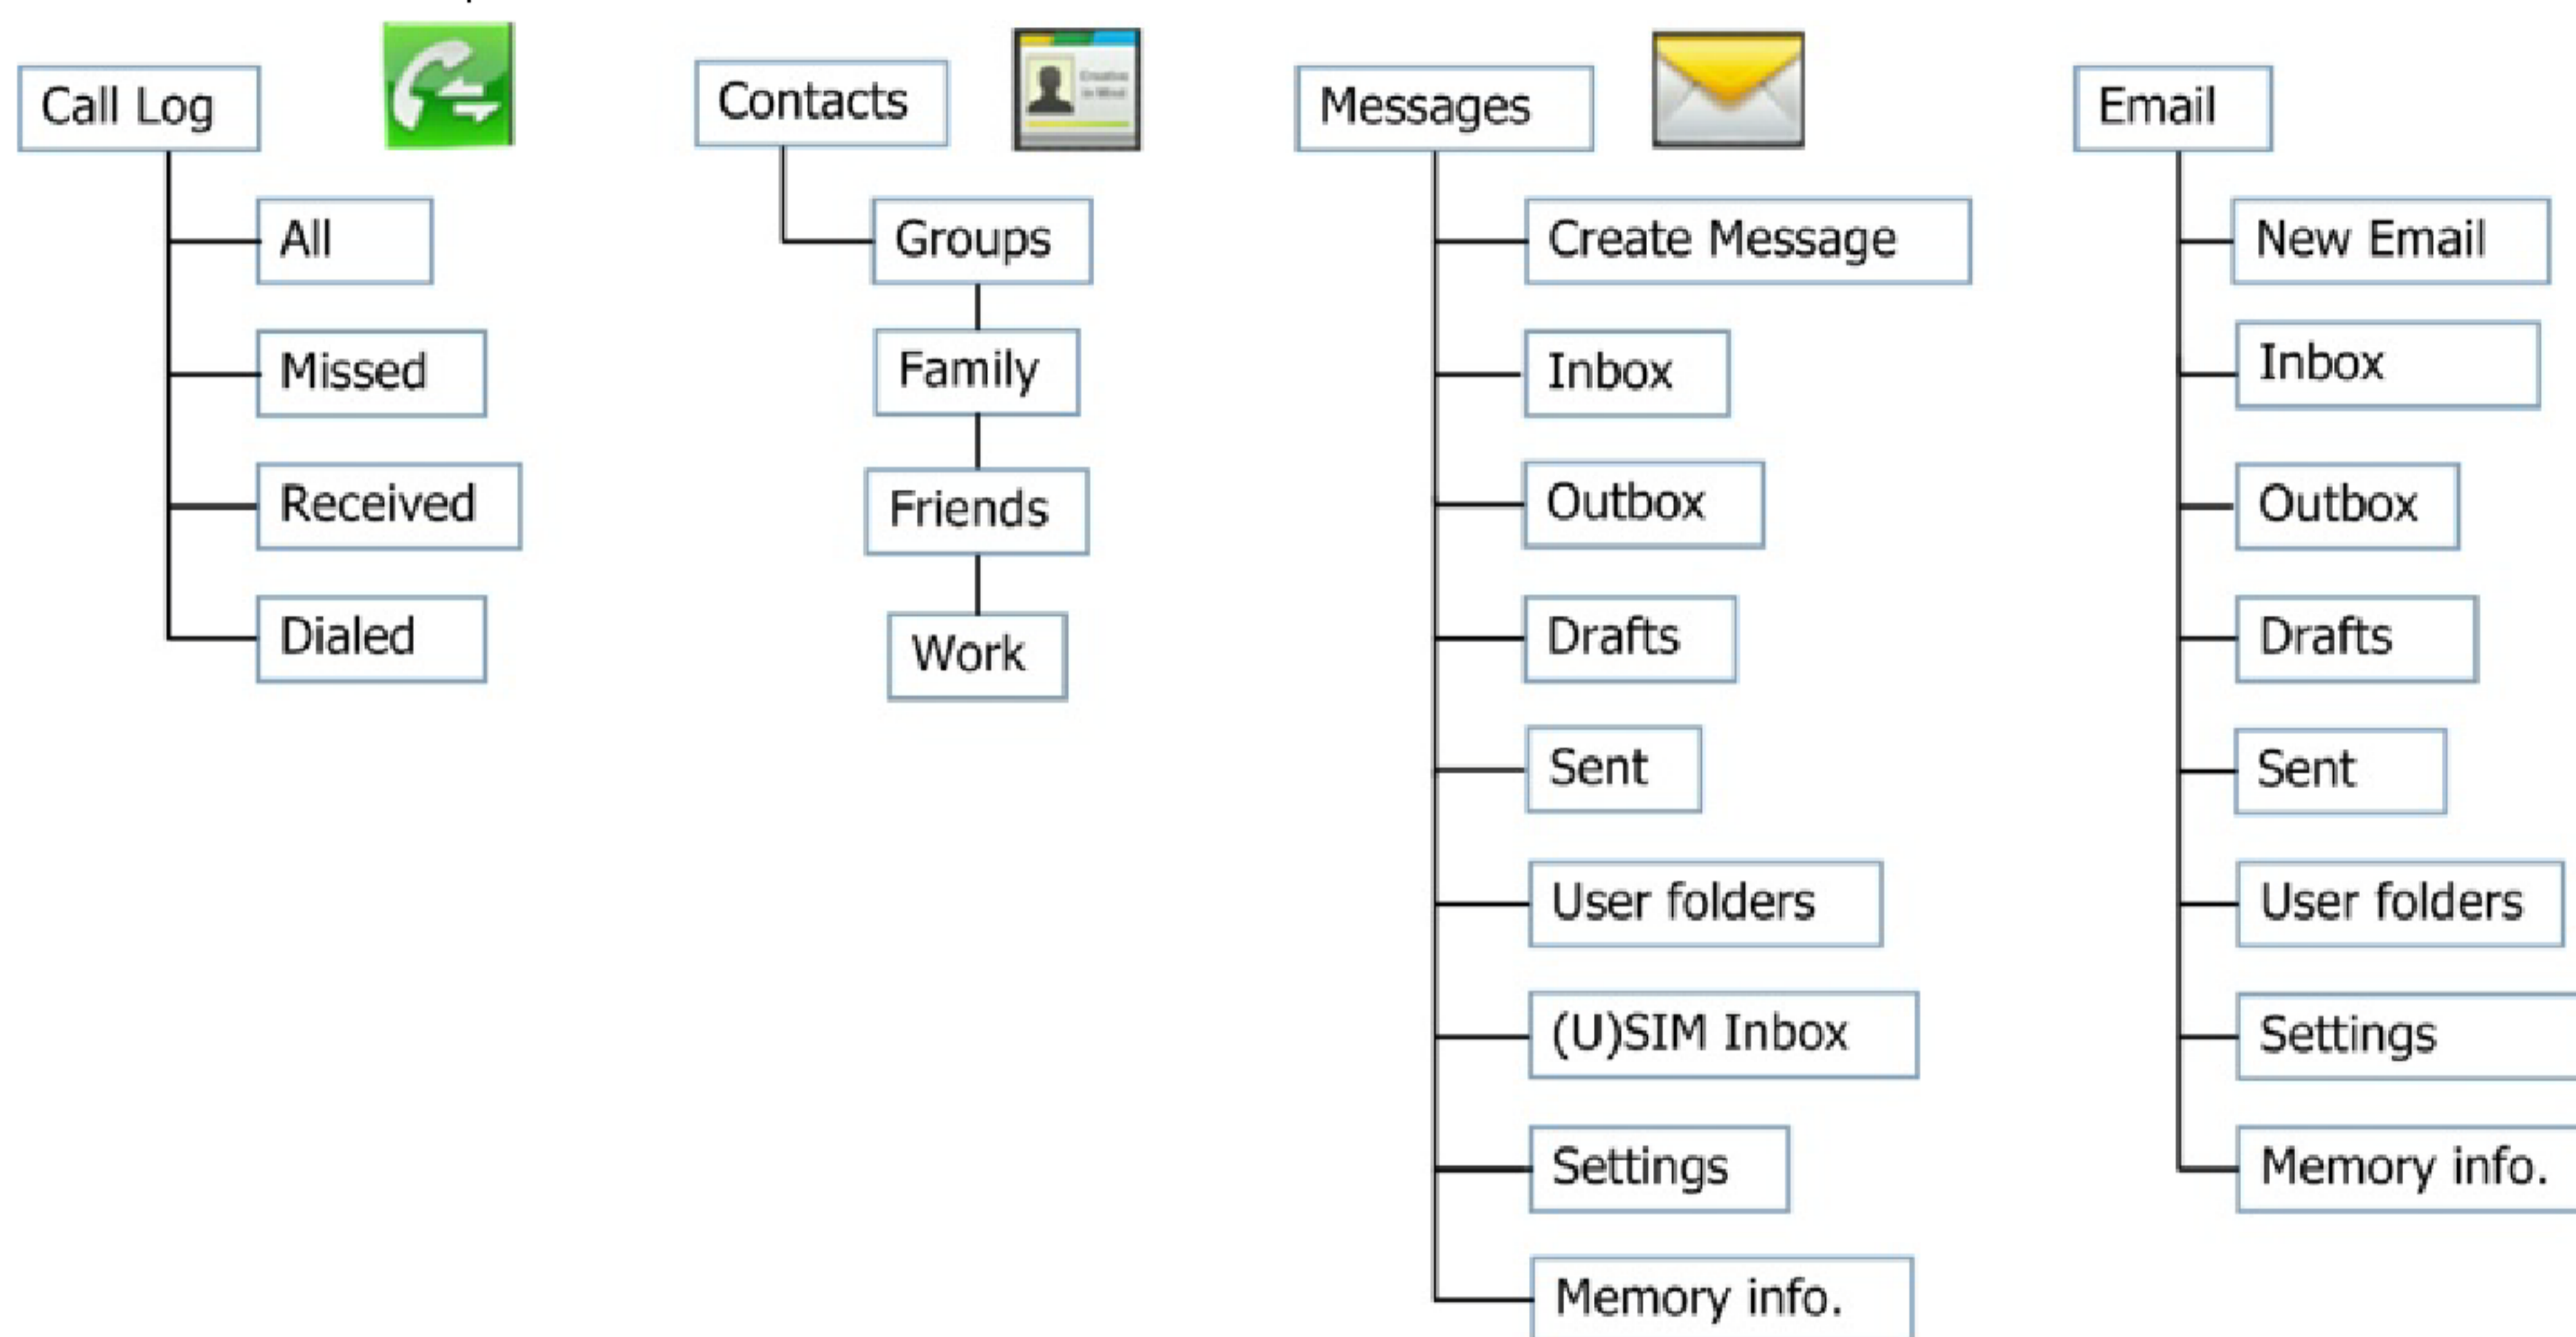 Call Log
All
Missed
Received
Dialed
Contacts
Groups
Family
Friends
Work
Messages
Create Message
Inbox
Outbox
Drafts
Sent
User folders
(U)SIM Inbox
Settings
Memory info.
Email
New Email
Inbox
Outbox
Drafts
Sent
User folders
Settings
Memory info.